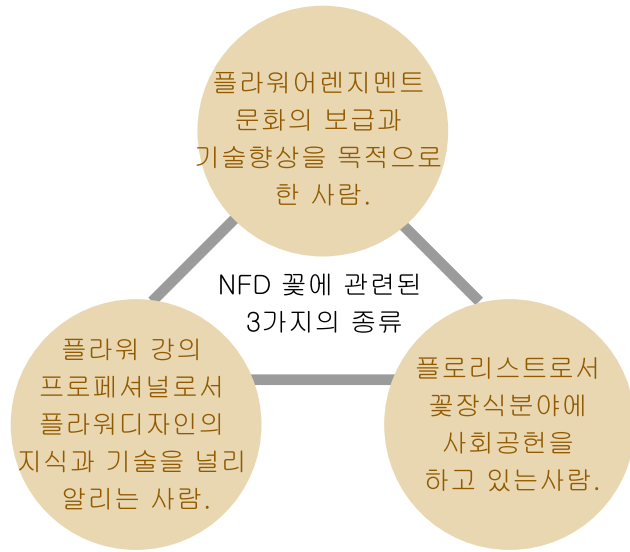 플라워어렌지멘트
문화의 보급과
기술향상을 목적으로
한 사람.
NFD 꽃에 관련된
3가지의 종류
플라워 강의
프로페셔널로서
플라워디자인의
지식과 기술을 널리
알리는 사람.
플로리스트로서
꽃장식분야에
사회공헌을
하고 있는사람.